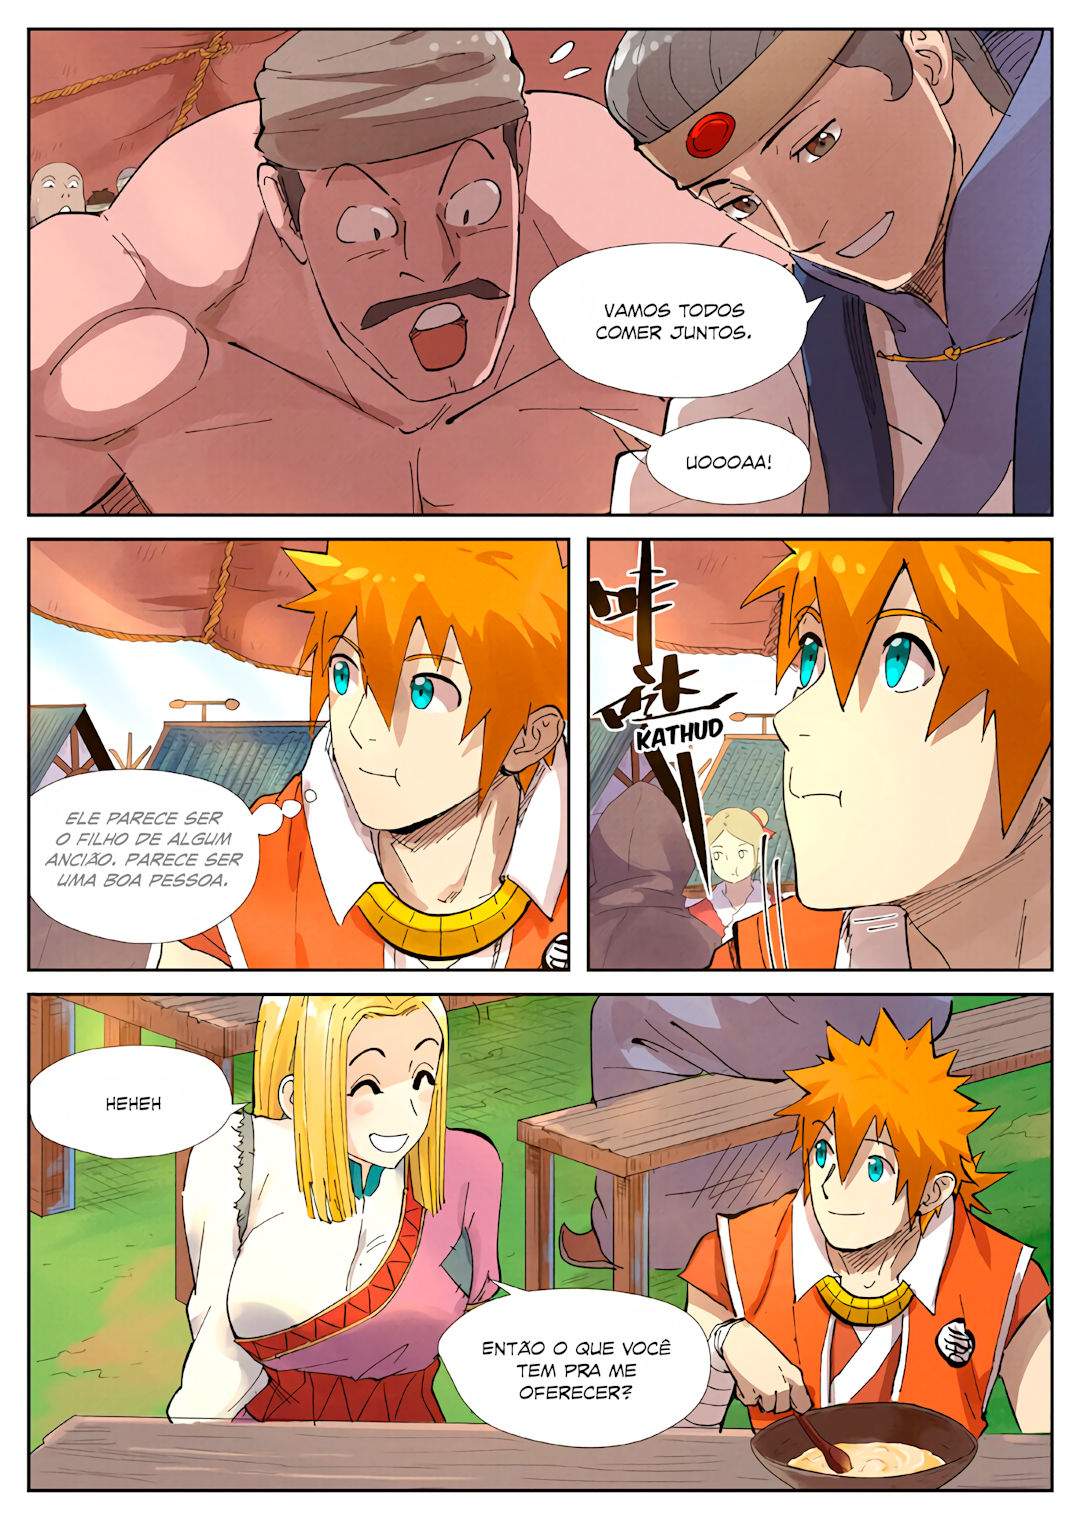 VAMOS TODOS
COMER JUNTOS.
UOOOAA!
ELE PARECE SER
O FILHO DE ALGUM
ANCIÃO. PARECE SER
UMA BOA PESSOA.
KATHUD
HEHEH
ENTÃO O QUE VOCÊ
TEM PRA ME
OFERECER?